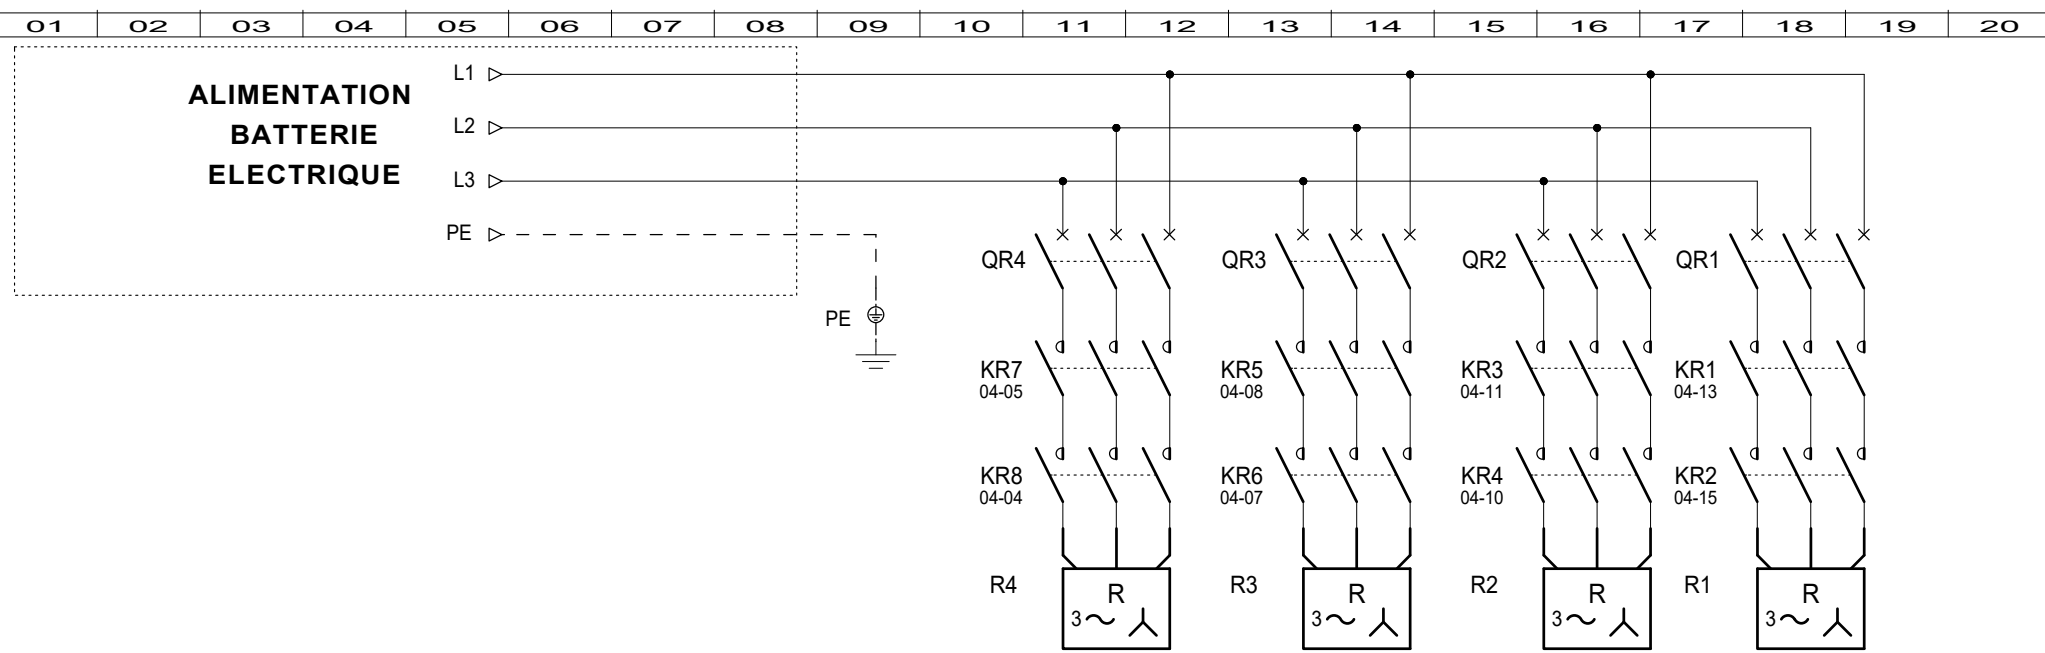 01 02 03 04 05 06 07 08 09 10 11 12 13 14 15 16 17 18 19 20
ALIMENTATION
BATTERIE
ELECTRIQUE
L1
L2
L3
PE
PE
QR4 QR3 QR2 QR1
KR7 KR5 KR3 KR1
04-05 04-08 04-11 04-13
KR8 KR6 KR4 KR2
04-04 04-07 04-10 04-15
R4 R R3 R R2 R R1 R
3 3 3 3